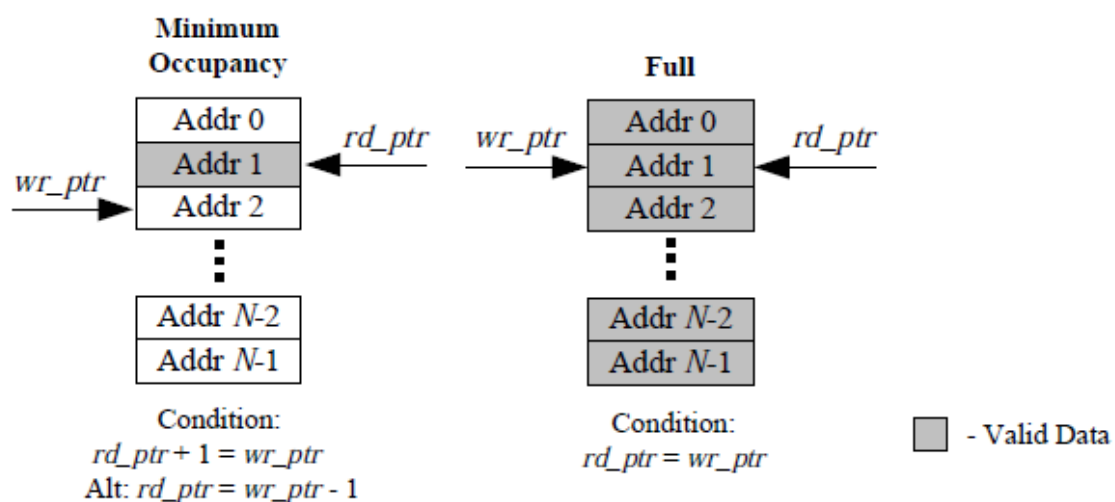 Minimum
Occupancy
Addr 0
Addr 1
Addr 2
Addr N-2
Addr N-1
wr_ptr
rd_ptr
Condition:
rd_ptr + 1 = wr_ptr
Alt: rd_ptr = wr_ptr - 1
Full
Addr 0
Addr 1
Addr 2
Addr N-2
Addr N-1
wr_ptr
rd_ptr
Condition:
rd_ptr = wr_ptr
- Valid Data